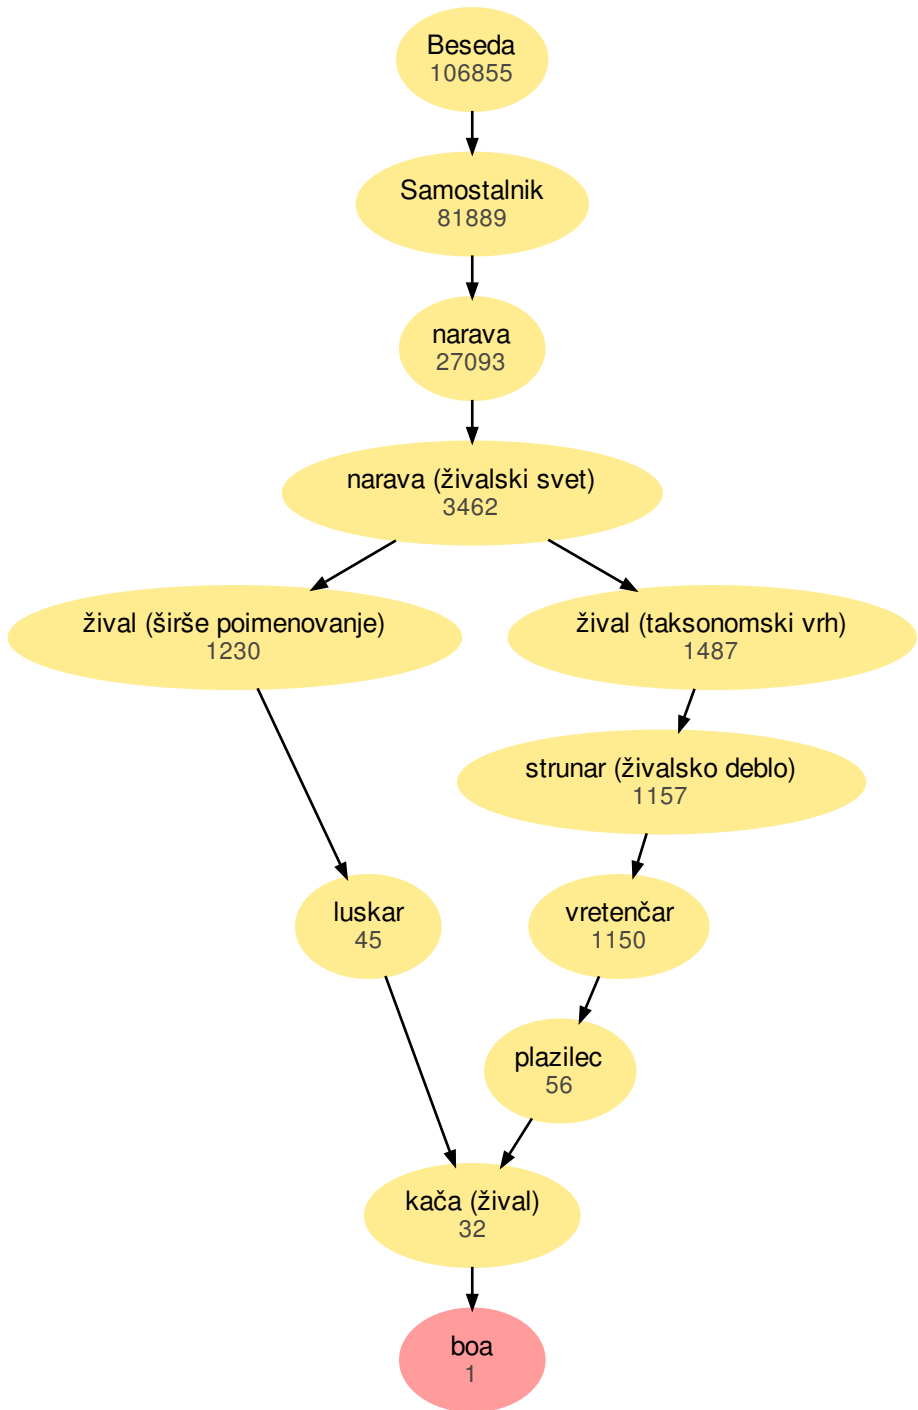 Beseda
106855
Samostalnik
81889
narava
27093
narava (živalski svet)
3462
žival (širše poimenovanje)
1230
žival (taksonomski vrh)
1487
strunar (živalsko deblo)
1157
luskar
45
vretenčar
1150
plazilec
56
kača (žival)
32
boa
1